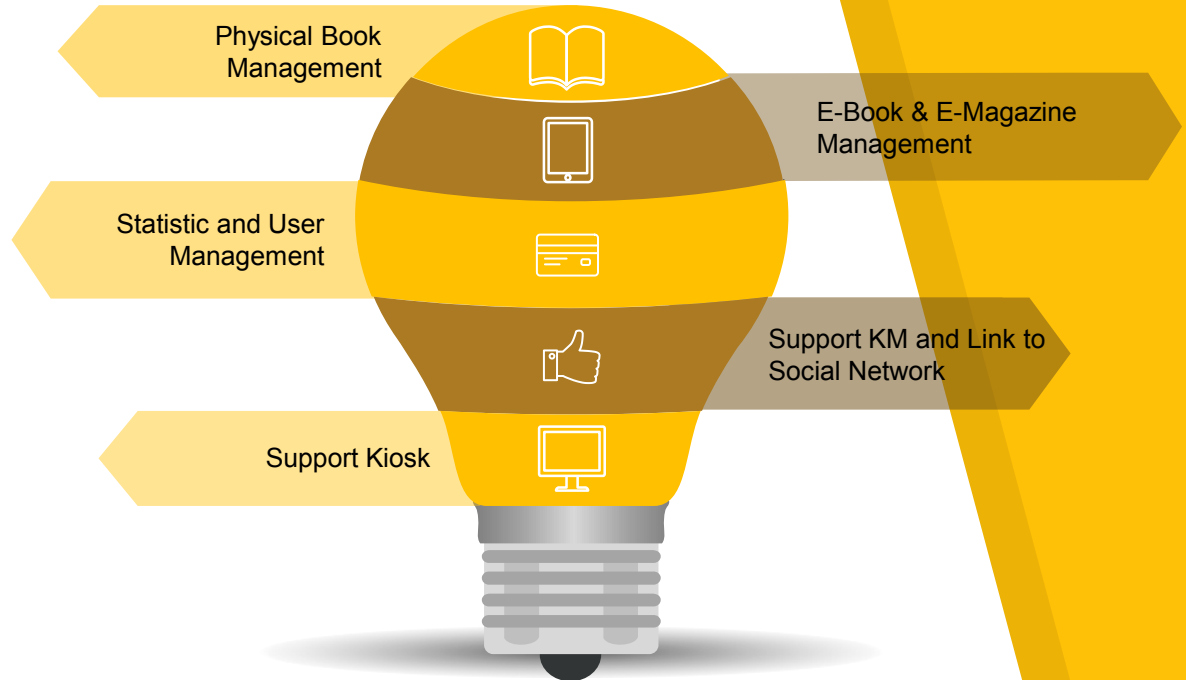 Physical Book
Management
E-Book & E-Magazine
Management
Statistic and User
Management
Support KM and Link to
Social Network
Support Kiosk